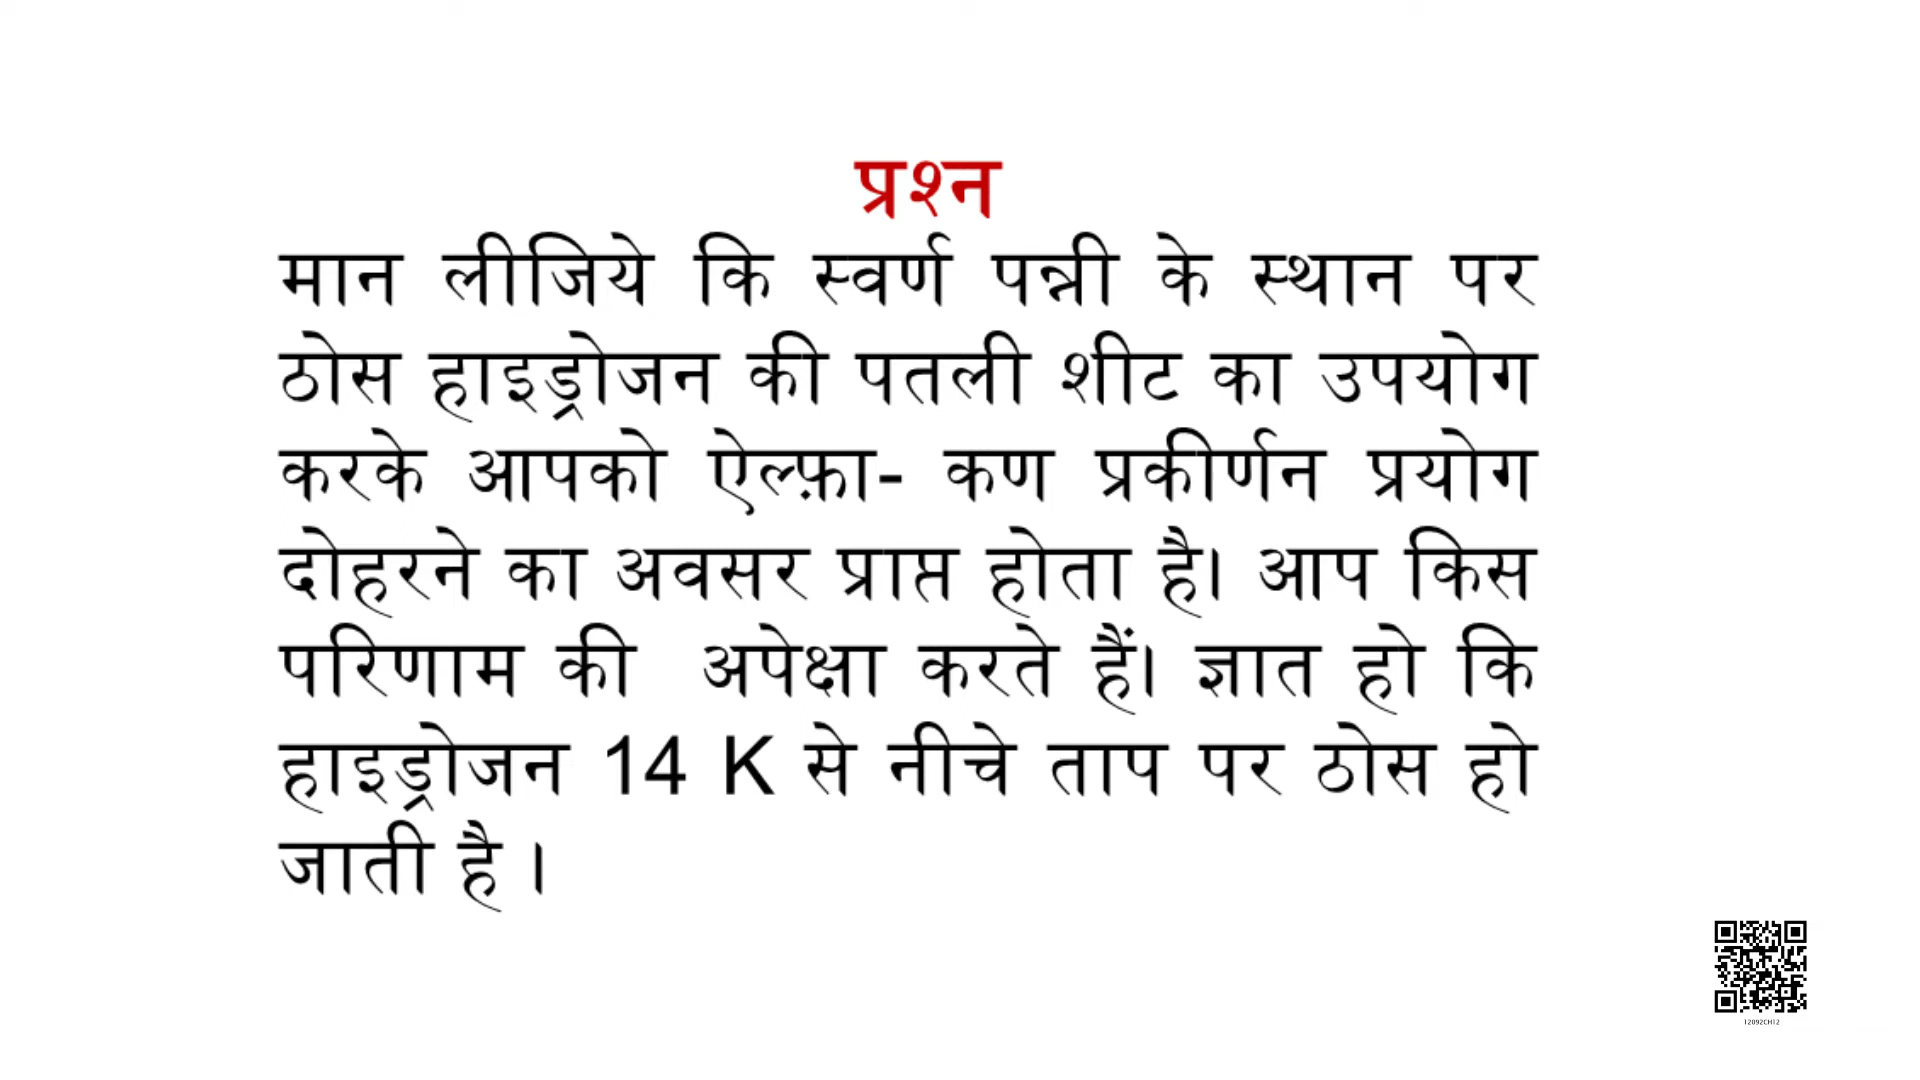 प्रश्न
मान लीजिये कि स्वर्ण पन्नी के स्थान पर
ठोस हाइड्रोजन की पतली शीट का उपयोग
करके आपको ऐल्फ़ा- कण प्रकीर्णन प्रयोग
दोहरने का अवसर प्राप्त होता है। आप किस
परिणाम की अपेक्षा करते हैं। ज्ञात हो कि
हाइड्रोजन 14 K से नीचे ताप पर ठोस हो
जाती है ।
12092CH12